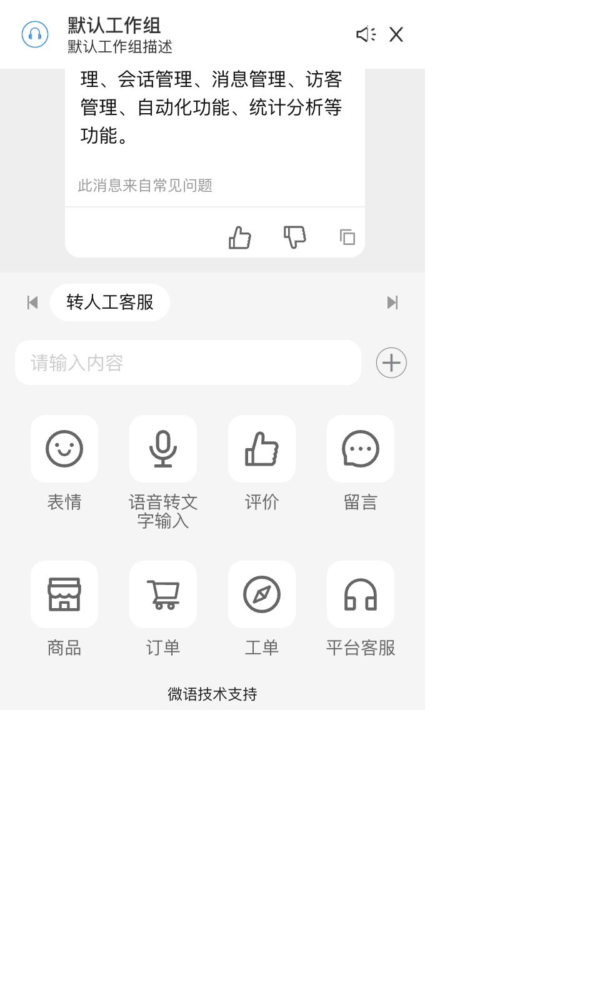 默认工作组
默认工作组描述
理、会话管理、消息管理、访客
管理、自动化功能、统计分析等
功能。
此消息来自常见问题
转人工客服
请输入内容
表情
语音转文
字输入
评价
留言
商品
订单
工单
平台客服
微语技术支持